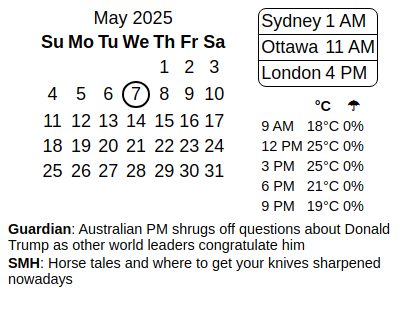 May 2025
Su Mo Tu We Th Fr Sa
1 2 3
4 5 6 7 8 9 10
11 12 13 14 15 16 17
18 19 20 21 22 23 24
25 26 27 28 29 30 31
Sydney 1 AM
Ottawa 11 AM
London 4 PM
°C ☂
9 AM 18°C 0%
12 PM 25°C 0%
3 PM 25°C 0%
6 PM 21°C 0%
9 PM 19°C 0%
Guardian: Australian PM shrugs off questions about Donald
Trump as other world leaders congratulate him
SMH: Horse tales and where to get your knives sharpened
nowadays